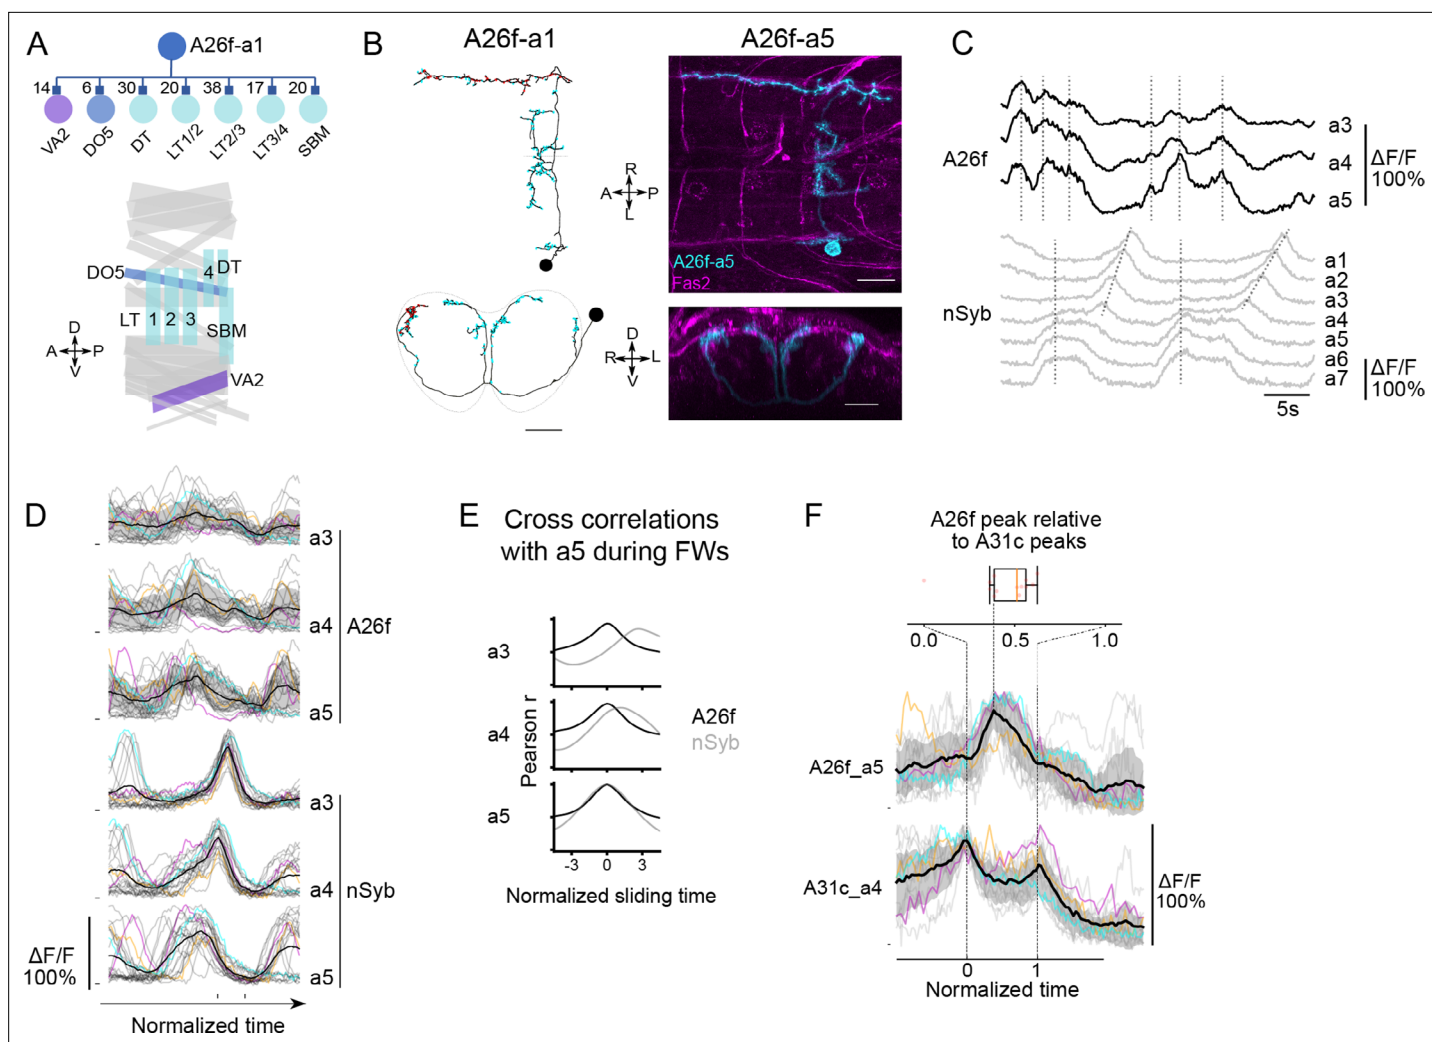 A
A26f-a1
14
6
30
20
38
17
20
VA2
DO5
DT
LT1/2
LT2/3
LT3/4
SBM
DO5
4
DT
LT
1
2
3
SBM
VA2
D
A
P
V
B
A26f-a1
A26f-a5
R
A
P
L
D
R
L
V
A26f-a5
Fas2
C
A26f
a3
a4
a5
ΔF/F
100%
nSyb
a1
a2
a3
a4
a5
a6
a7
ΔF/F
100%
5s
D
a3
a4
A26f
a5
a3
a4
nSyb
a5
ΔF/F
100%
Normalized time
E
Cross correlations
with a5 during FWs
a3
a4
a5
Pearson r
A26f
nSyb
-3
0
3
Normalized sliding time
F
A26f peak relative
to A31c peaks
0.0
0.5
1.0
A26f_a5
A31c_a4
ΔF/F
100%
0
1
Normalized time